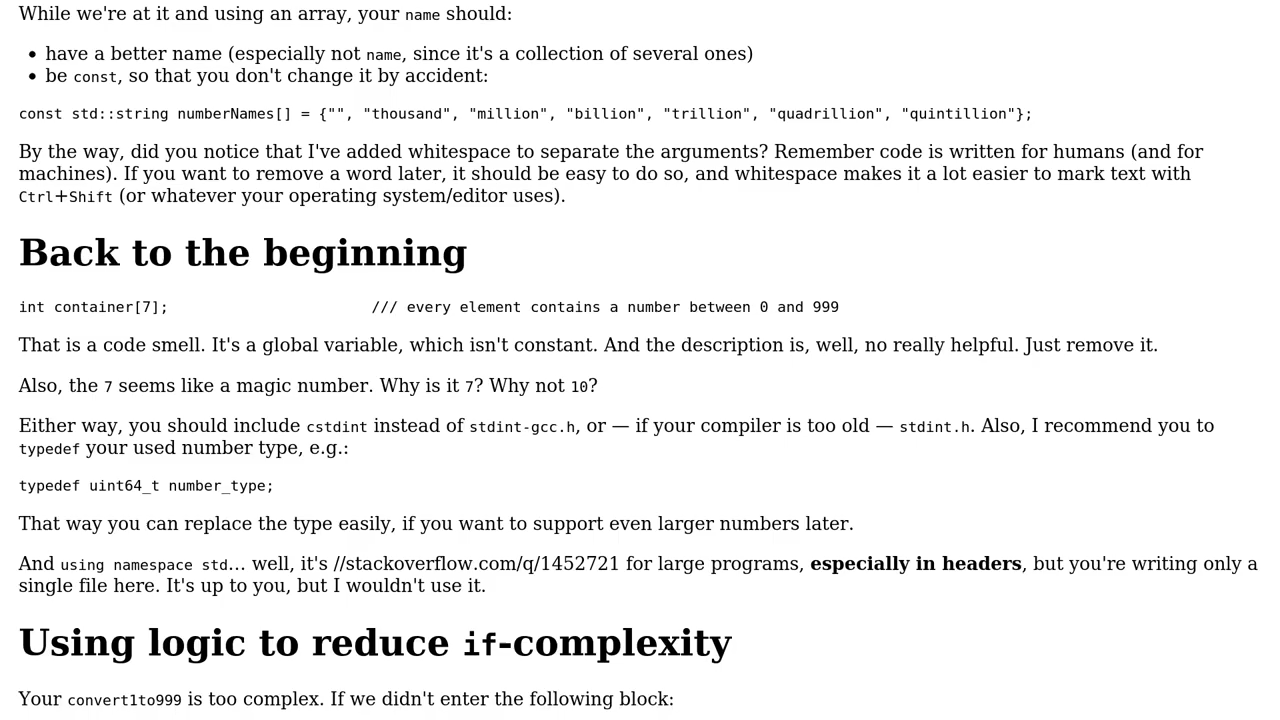 While we're at it and using an array, your name should:
• have a better name (especially not name, since it's a collection of several ones)
• be const, so that you don't change it by accident:
const std::string numberNames[] = {"", "thousand", "million", "billion", "trillion", "quadrillion", "quintillion"};
By the way, did you notice that I've added whitespace to separate the arguments? Remember code is written for humans (and for
machines). If you want to remove a word later, it should be easy to do so, and whitespace makes it a lot easier to mark text with
Ctrl+Shift (or whatever your operating system/editor uses).
Back to the beginning
int container[7];                       /// every element contains a number between 0 and 999
That is a code smell. It's a global variable, which isn't constant. And the description is, well, no really helpful. Just remove it.
Also, the 7 seems like a magic number. Why is it 7? Why not 10?
Either way, you should include cstdint instead of stdint-gcc.h, or — if your compiler is too old — stdint.h. Also, I recommend you to
typedef your used number type, e.g.:
typedef uint64_t number_type;
That way you can replace the type easily, if you want to support even larger numbers later.
And using namespace std… well, it's //stackoverflow.com/q/1452721 for large programs, especially in headers, but you're writing only a
single file here. It's up to you, but I wouldn't use it.
Using logic to reduce if-complexity
Your convert1to999 is too complex. If we didn't enter the following block: